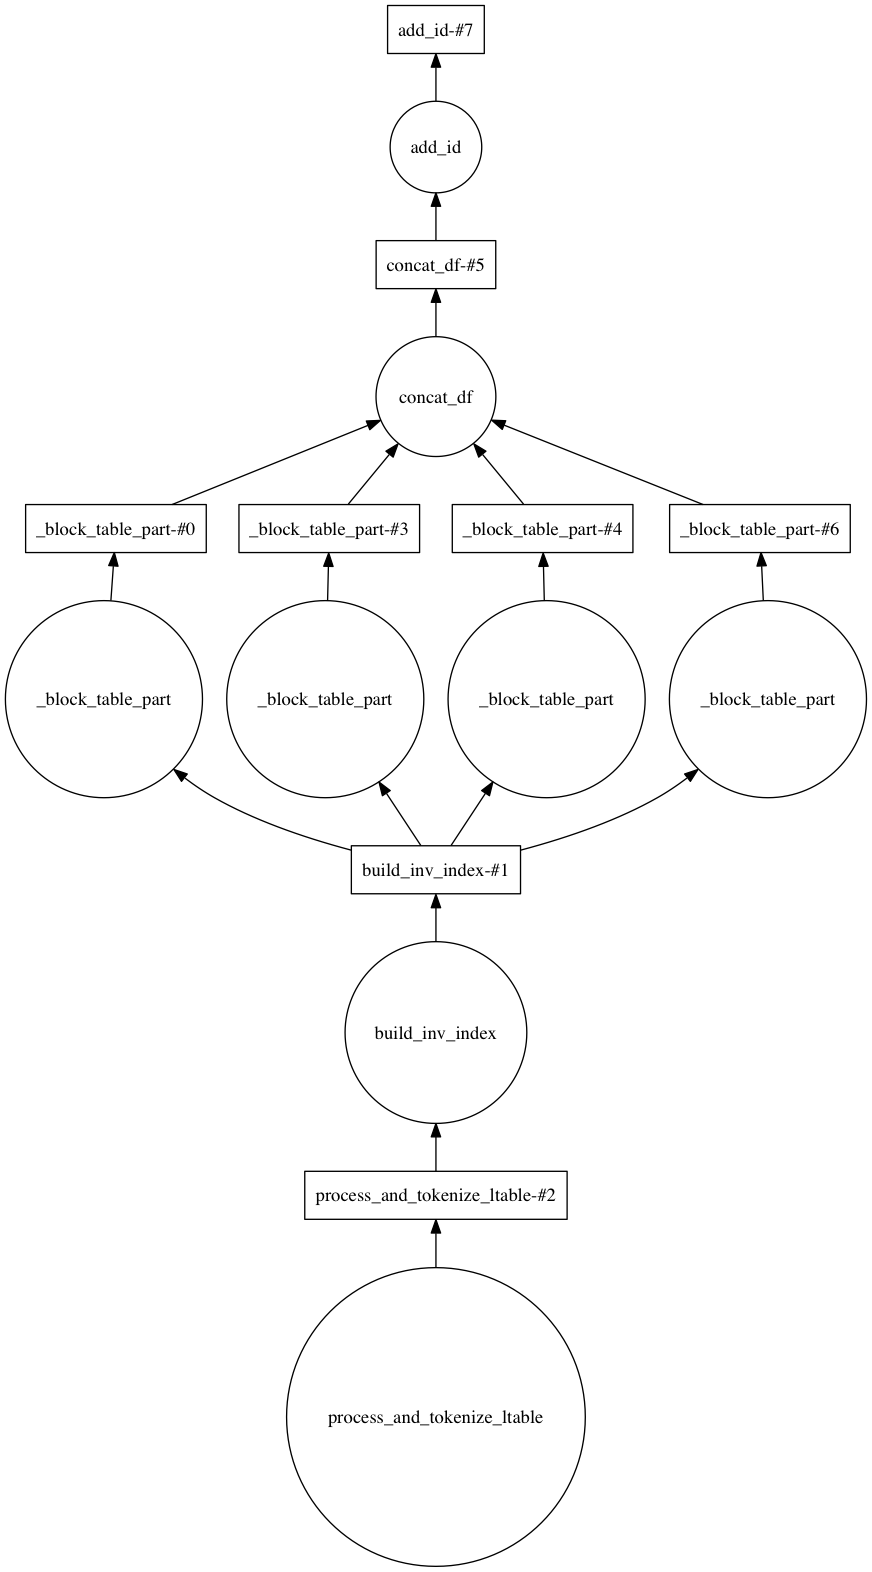 add_id-#7
add_id
concat_df-#5
concat_df
_block_table_part-#0
_block_table_part-#3
_block_table_part-#4
_block_table_part-#6
_block_table_part
_block_table_part
_block_table_part
_block_table_part
build_inv_index-#1
build_inv_index
process_and_tokenize_ltable-#2
process_and_tokenize_ltable